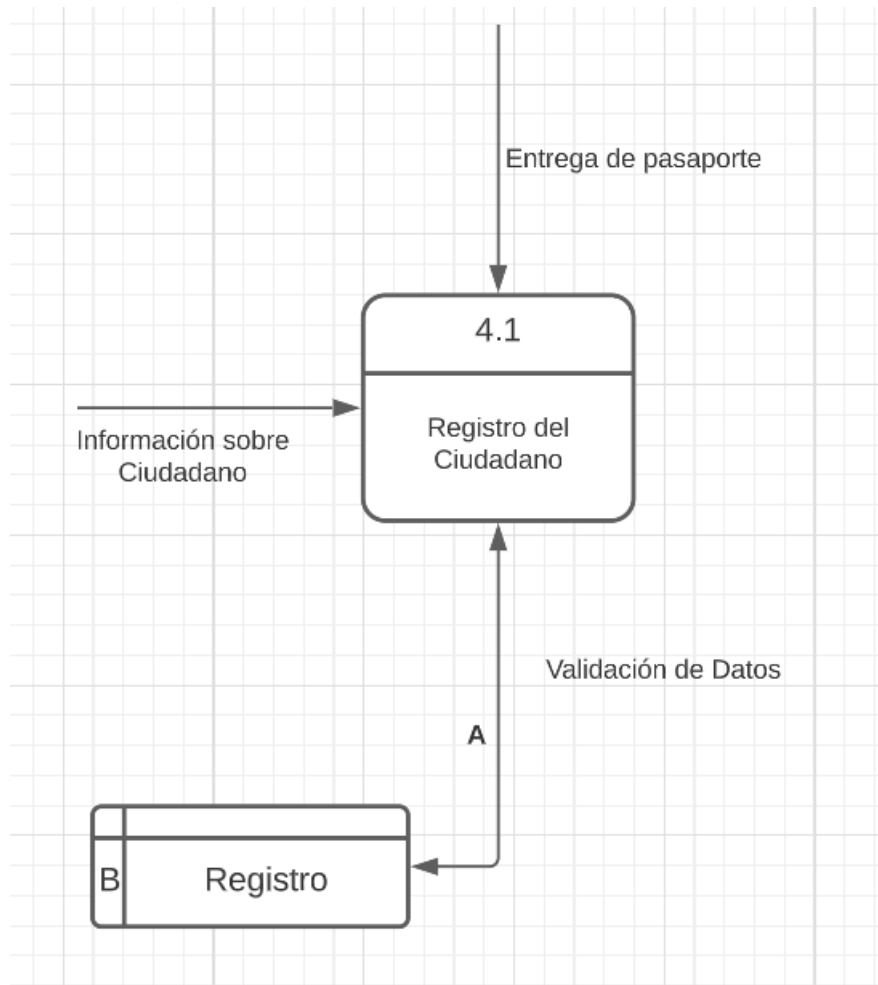 Entrega de pasaporte
4.1
Información sobre
Ciudadano
Registro del
Ciudadano
Validación de Datos
A
B
Registro